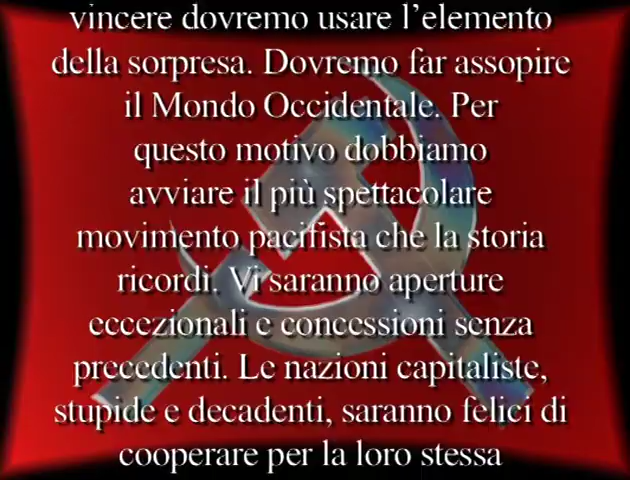 vincere dovremo usare l’elemento
della sorpresa. Dovremo far assopire
il Mondo Occidentale. Per
questo motivo dobbiamo
avviare il più spettacolare
movimento pacifista che la storia
ricordi. Vi saranno aperture
eccezionali e concessioni senza
precedenti. Le nazioni capitaliste,
stupide e decadenti, saranno felici di
cooperare per la loro stessa